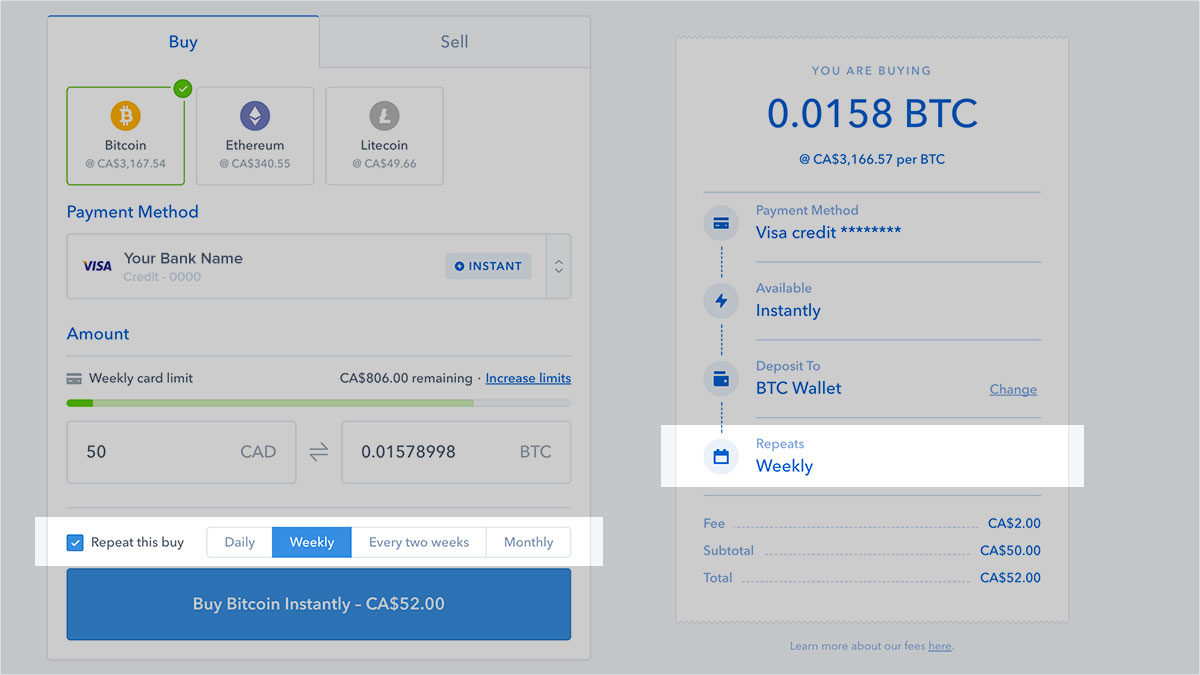 Buy
Sell
Bitcoin
@ CA$3,167.54
Ethereum
@ CA$340.55
Litecoin
@ CA$49.66
Payment Method
VISA
Your Bank Name
Credit - 0000
INSTANT
Amount
Weekly card limit
CA$806.00 remaining · Increase limits
50 CAD
0.01578998 BTC
Repeat this buy
Daily
Weekly
Every two weeks
Monthly
Buy Bitcoin Instantly – CA$52.00
YOU ARE BUYING
0.0158 BTC
@ CA$3,166.57 per BTC
Payment Method
Visa credit ********
Available
Instantly
Deposit To
BTC Wallet
Change
Repeats
Weekly
Fee CA$2.00
Subtotal CA$50.00
Total CA$52.00
Learn more about our fees here.